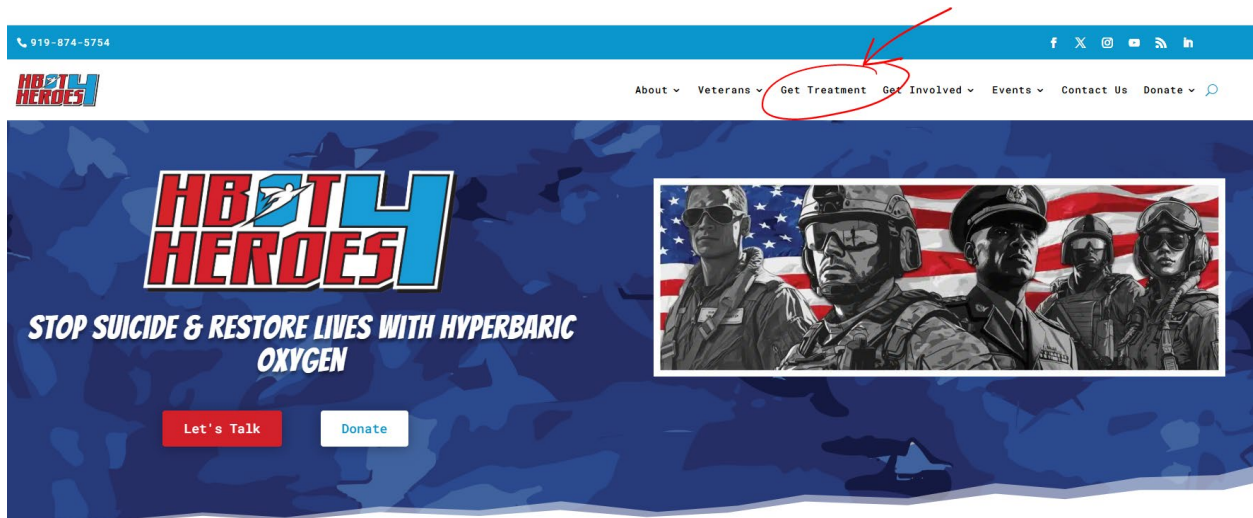 919-874-5754
HBOT 4
HEROES
About Veterans Get Treatment Get Involved Events Contact Us Donate
HBOT 4
HEROES
STOP SUICIDE & RESTORE LIVES WITH HYPERBARIC
OXYGEN
Let's Talk Donate